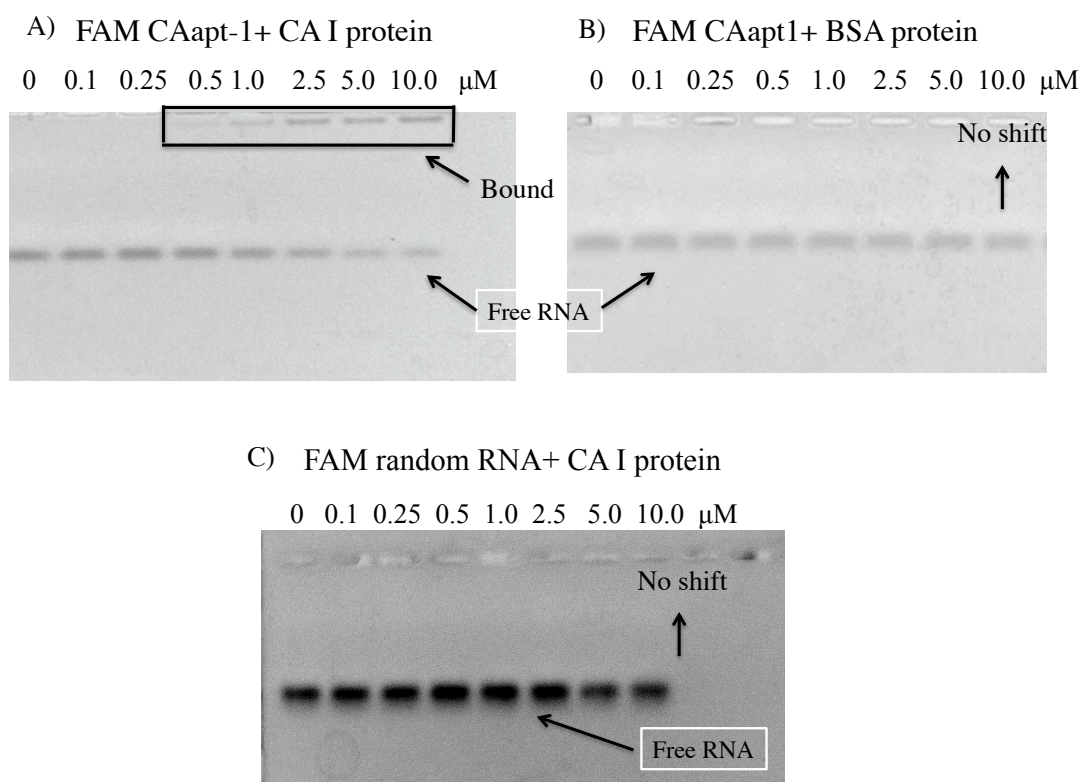 A) FAM CAapt-1+ CA I protein
0 0.1 0.25 0.5 1.0 2.5 5.0 10.0 μM
Bound
Free RNA
B) FAM CAapt1+ BSA protein
0 0.1 0.25 0.5 1.0 2.5 5.0 10.0 μM
No shift
C) FAM random RNA+ CA I protein
0 0.1 0.25 0.5 1.0 2.5 5.0 10.0 μM
No shift
Free RNA